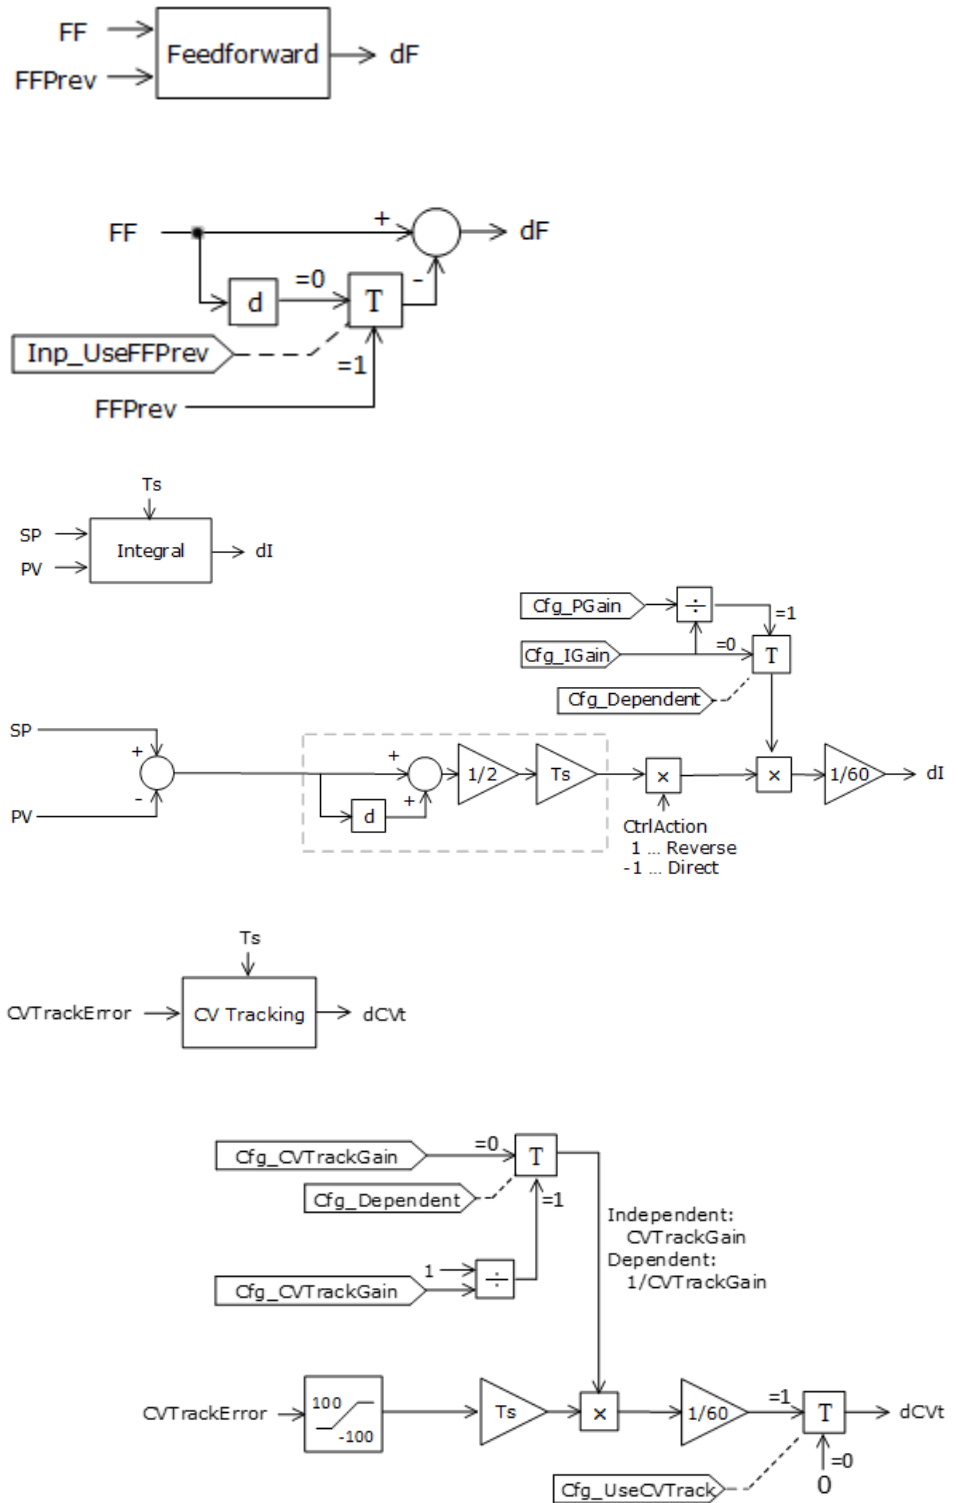 FF
Feedforward
dF
FFPrev
FF
+
dF
d
=0
T
-
Inp_UseFFPrev
=1
FFPrev
Ts
SP
Integral
dI
PV
Cfg_PGain
÷
=1
Cfg_IGain
=0
T
Cfg_Dependent
SP
+
+
1/2
Ts
×
×
1/60
dI
-
+
d
PV
CtrlAction
1 ... Reverse
-1 ... Direct
Ts
CVTrackError
CV Tracking
dCVt
Cfg_CVTrackGain
=0
T
Cfg_Dependent
=1
Independent:
CVTrackGain
Dependent:
1/CVTrackGain
1
÷
Cfg_CVTrackGain
CVTrackError
100
-100
Ts
×
1/60
=1
T
dCVt
=0
0
Cfg_UseCVTrack